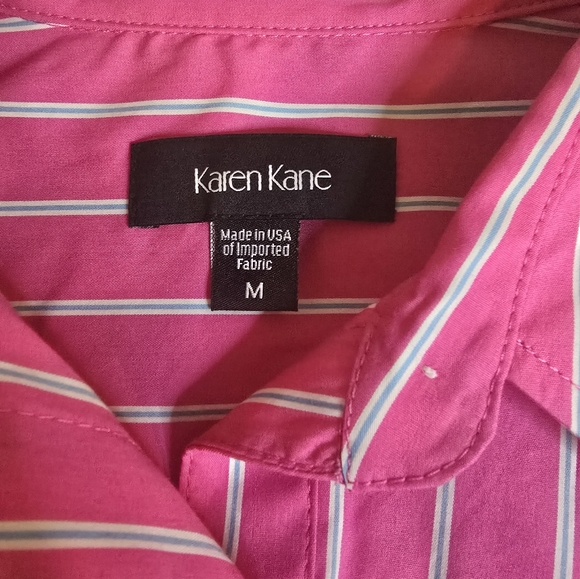 Karen Kane
Made in USA
of Imported
Fabric
M